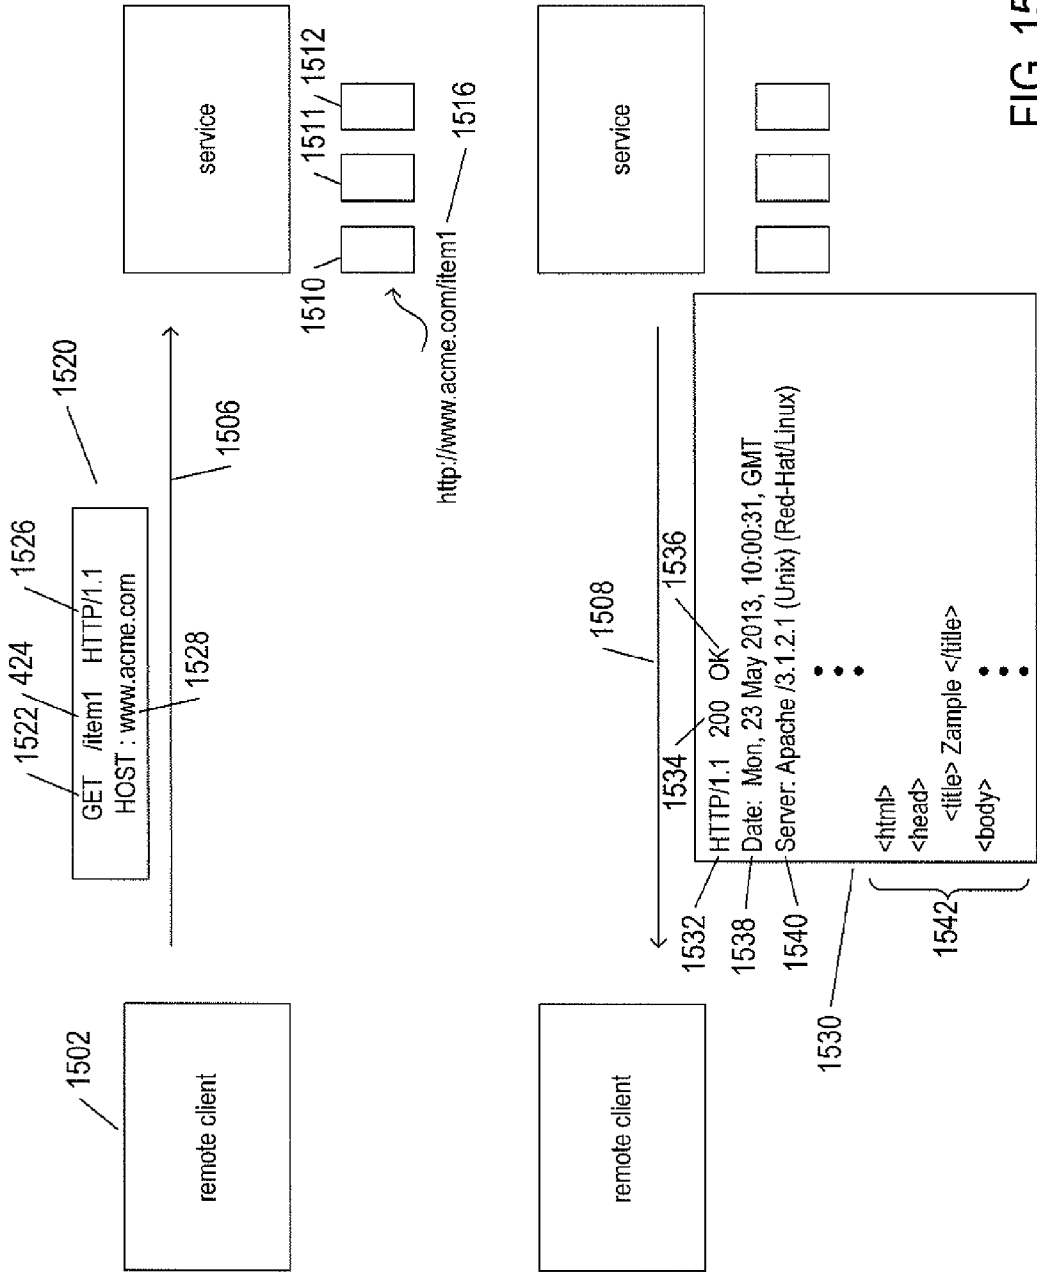 1502
remote client
1522 424 1526
GET /item1 HTTP/1.1
HOST : www.acme.com
1520
1528
1506
service
1510 1511 1512
http://www.acme.com/item1
1516
remote client
1508
service
1534
1536
1532
HTTP/1.1 200 OK
1538
Date: Mon, 23 May 2013, 10:00:31, GMT
1540
Server: Apache /3.1.2.1 (Unix) (Red-Hat/Linux)
1530
1542
<html>
<head>
<title> Zample </title>
<body>
FIG. 15